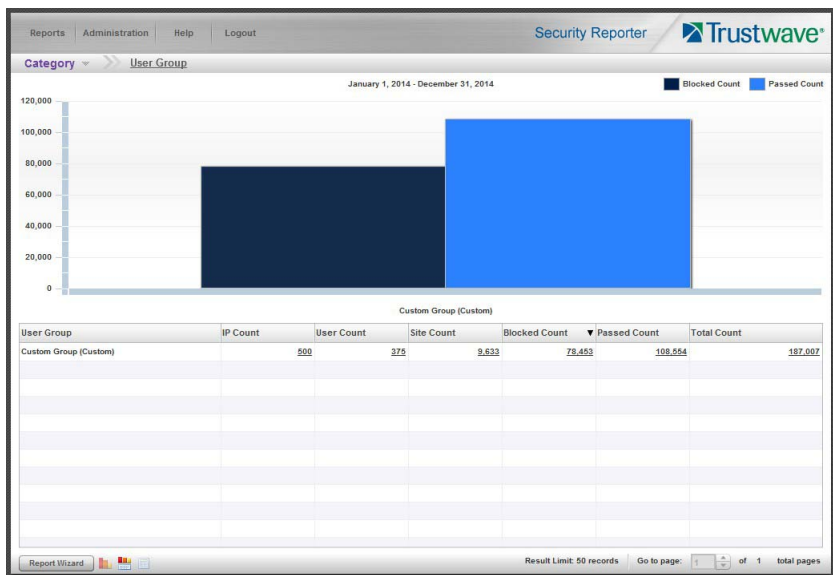 Reports Administration Help Logout Security Reporter Trustwave®
Category User Group
January 1, 2014 - December 31, 2014 Blocked Count Passed Count
120,000
100,000
80,000
60,000
40,000
20,000
0
Custom Group (Custom)
User Group IP Count User Count Site Count Blocked Count ▼ Passed Count Total Count
Custom Group (Custom) 500 375 9,633 78,453 108,554 187,007
Report Wizard Result Limit: 50 records Go to page: 1 of 1 total pages